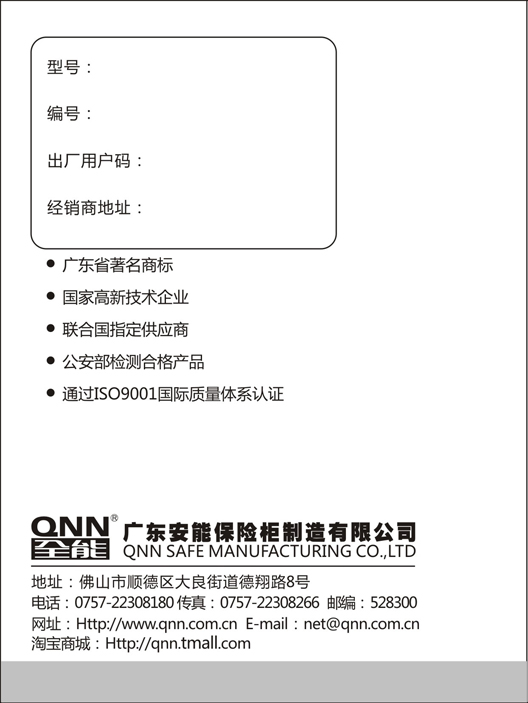 型号：
编号：
出厂用户码：
经销商地址：
● 广东省著名商标
● 国家高新技术企业
● 联合国指定供应商
● 公安部检测合格产品
● 通过ISO9001国际质量体系认证
QNN®
全能
广东安能保险柜制造有限公司
QNN SAFE MANUFACTURING CO.,LTD
地址：佛山市顺德区大良街道德翔路8号
电话：0757-22308180 传真：0757-22308266 邮编：528300
网址：Http://www.qnn.com.cn E-mail：net@qnn.com.cn
淘宝商城：Http://qnn.tmall.com